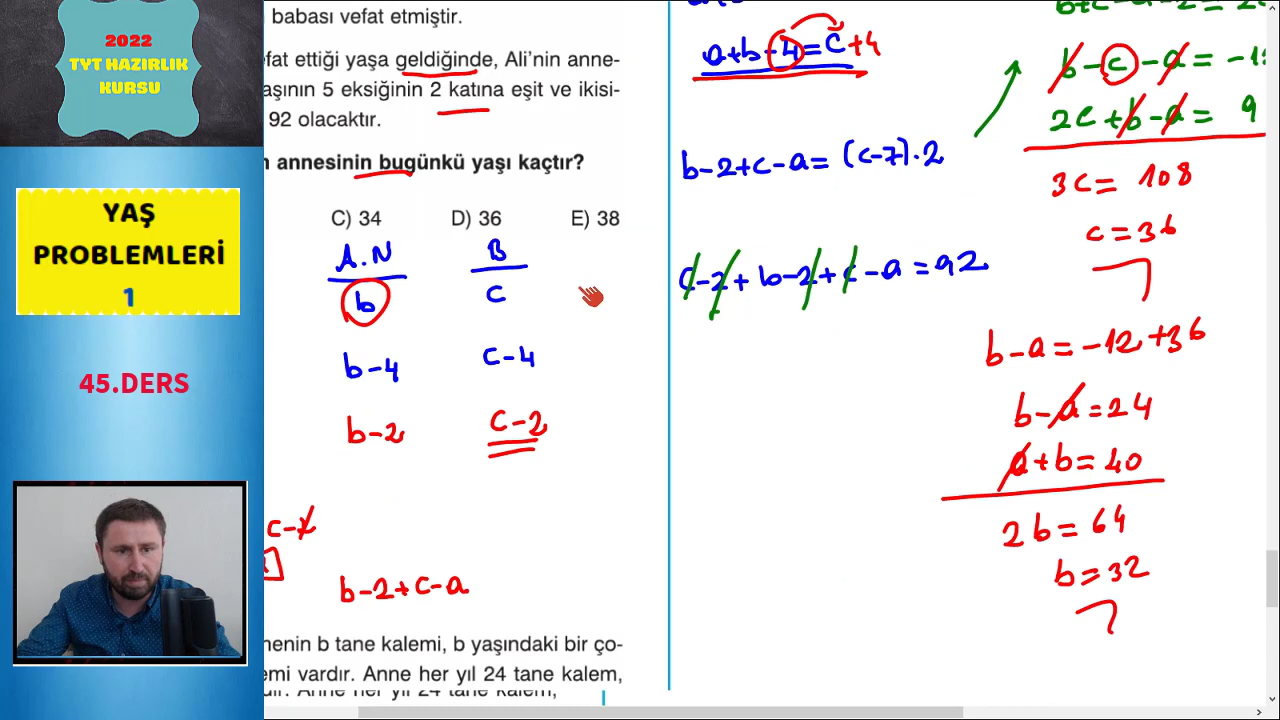 2022
TYT HAZIRLIK
KURSU
YAŞ
PROBLEMLERİ
1
45.DERS
babası vefat etmiştir.
fat ettiği yaşa geldiğinde, Ali'nin anne-
aşının 5 eksiğinin 2 katına eşit ve ikisi-
92 olacaktır.
n annesinin bugünkü yaşı kaçtır?
C) 34 D) 36 E) 38
A.N B
b c
b-4 c-4
b-2 c-2
c-2
b-2+c-a
nenin b tane kalemi, b yaşındaki bir ço-
emi vardır. Anne her yıl 24 tane kalem,
a+b-4=c+4
b-2+c-a=(c-7).2
c-2+b-2+c-a=92
b-c-a=-12
2c+b-a= 9
3c= 108
c=36
b-a=-12+36
b-a=24
a+b=40
2b=64
b=32